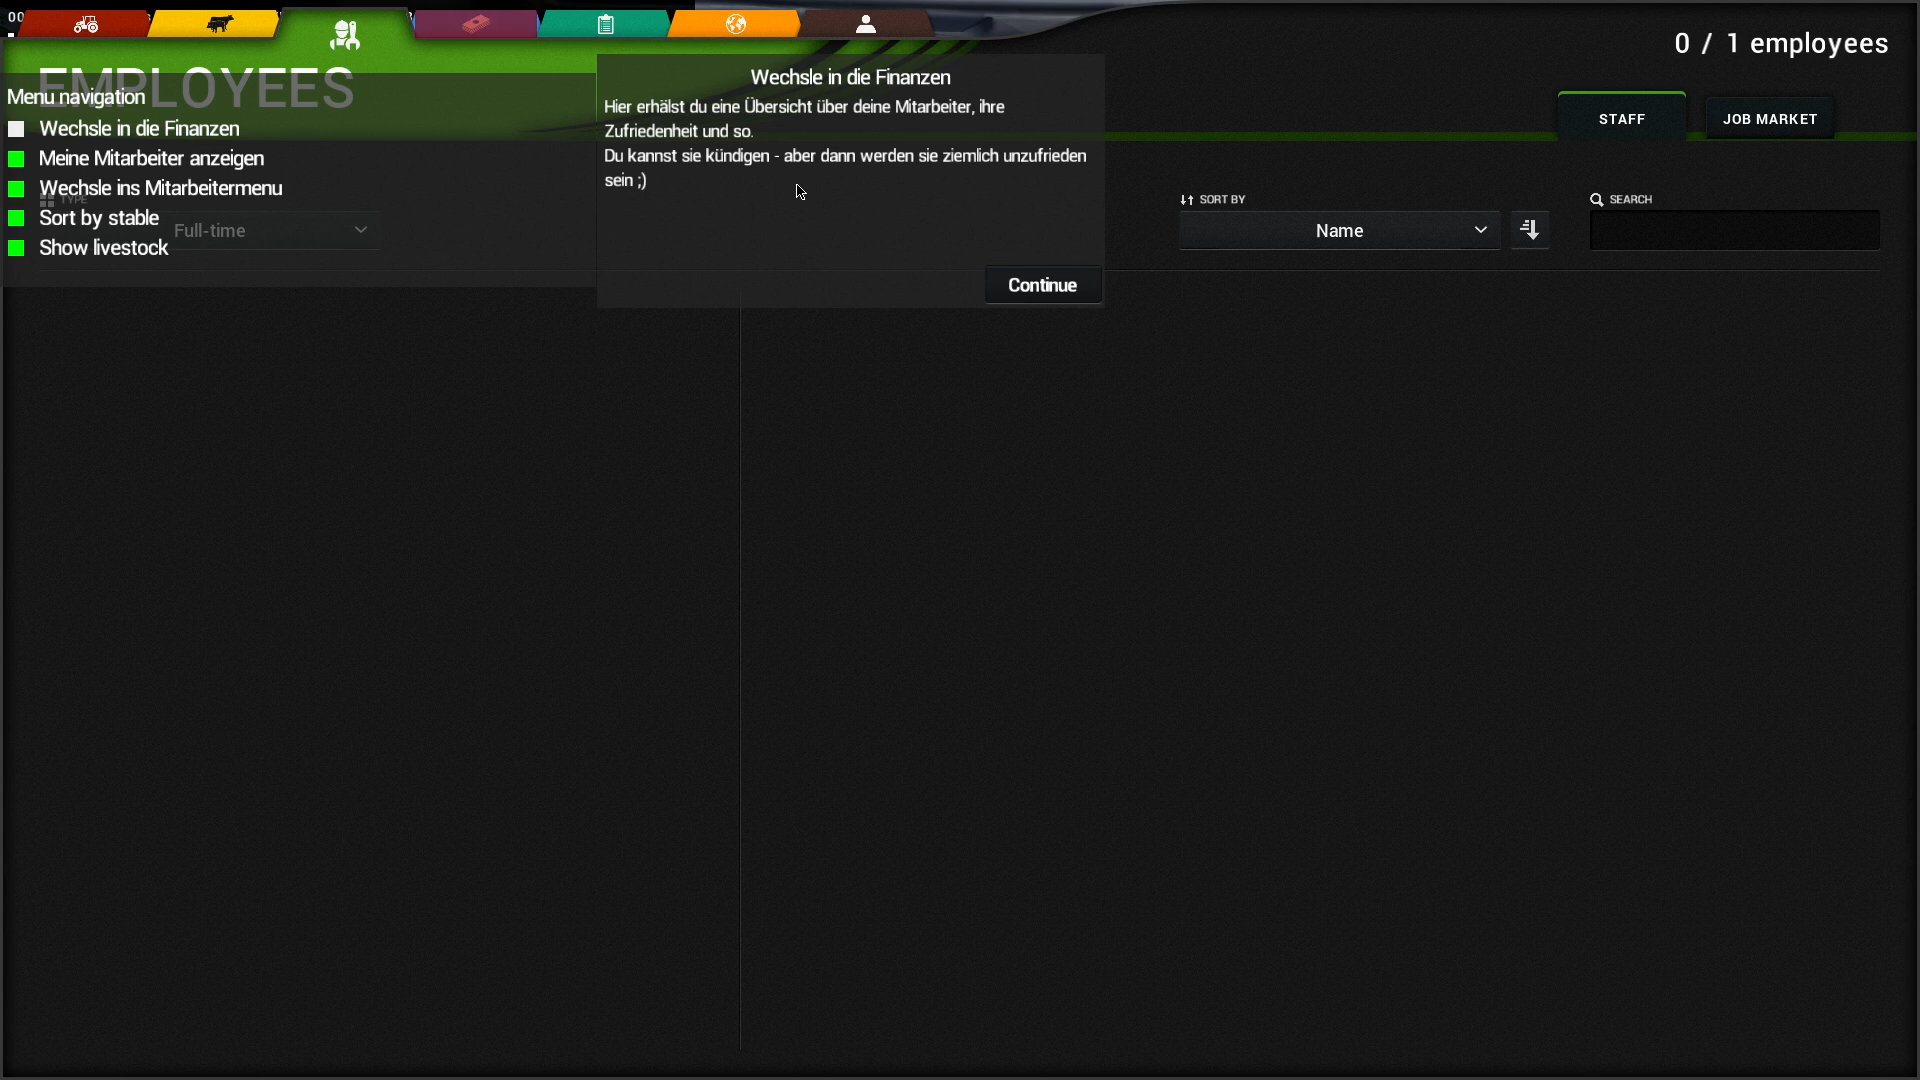 00
0 / 1 employees
EMPLOYEES
Menu navigation
Wechsle in die Finanzen
Meine Mitarbeiter anzeigen
Wechsle ins Mitarbeitermenu
TYPE
Sort by stable
Full-time
Show livestock
Wechsle in die Finanzen
Hier erhälst du eine Übersicht über deine Mitarbeiter, ihre
Zufriedenheit und so.
Du kannst sie kündigen - aber dann werden sie ziemlich unzufrieden
sein ;)
Continue
STAFF
JOB MARKET
SORT BY
Name
SEARCH